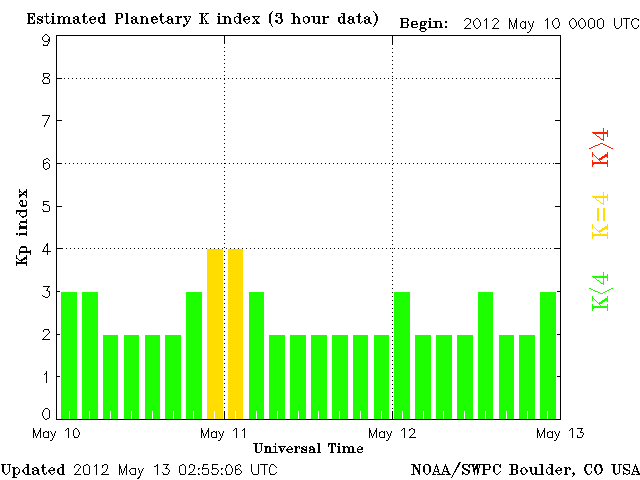 Estimated Planetary K index (3 hour data) Begin: 2012 May 10 0000 UTC
9
8
7
6
5
4
3
2
1
0
Kp index
K>4
K=4
K<4
May 10 May 11 May 12 May 13
Universal Time
Updated 2012 May 13 02:55:06 UTC NOAA/SWPC Boulder, CO USA